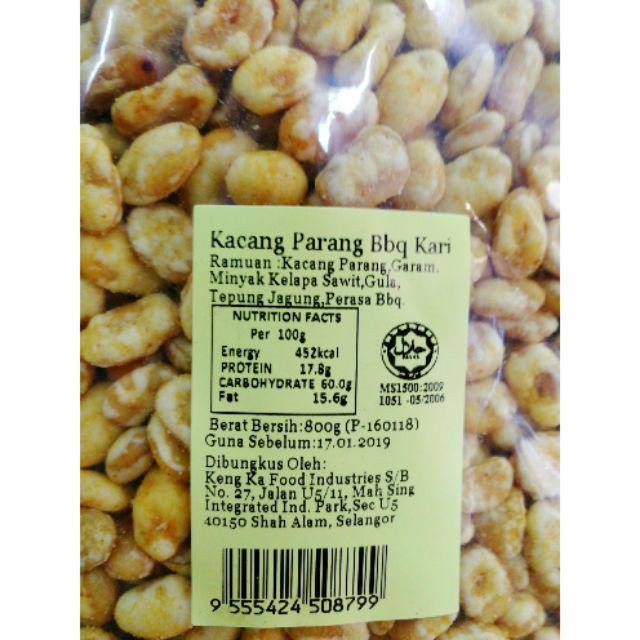 Kacang Parang Bbq Kari
Ramuan :Kacang Parang,Garam,
Minyak Kelapa Sawit,Gula,
Tepung Jagung,Perasa Bbq.
NUTRITION FACTS
Per 100g
Energy 452kcal
PROTEIN 17.8g
CARBOHYDRATE 60.0g
Fat 15.6g
حلال
MS1500:2009
1051 -05/2006
Berat Bersih:800g (P-160118)
Guna Sebelum:17.01.2019
Dibungkus Oleh:
Keng Ka Food Industries S/B
No. 27, Jalan U5/11, Mah Sing
Integrated Ind. Park,Sec U5
40150 Shah Alam, Selangor
9 555424 508799